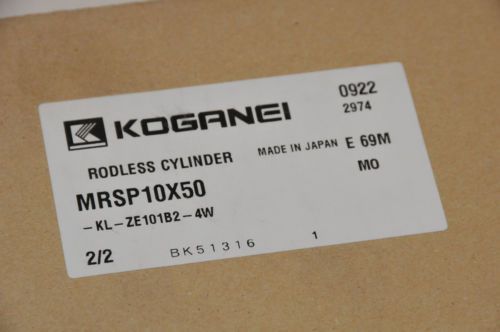 0922
KOGANEI
2974
RODLESS CYLINDER MADE IN JAPAN E 69M
MRSP10X50 MO
-KL-ZE101B2-4W
2/2 BK51316 1